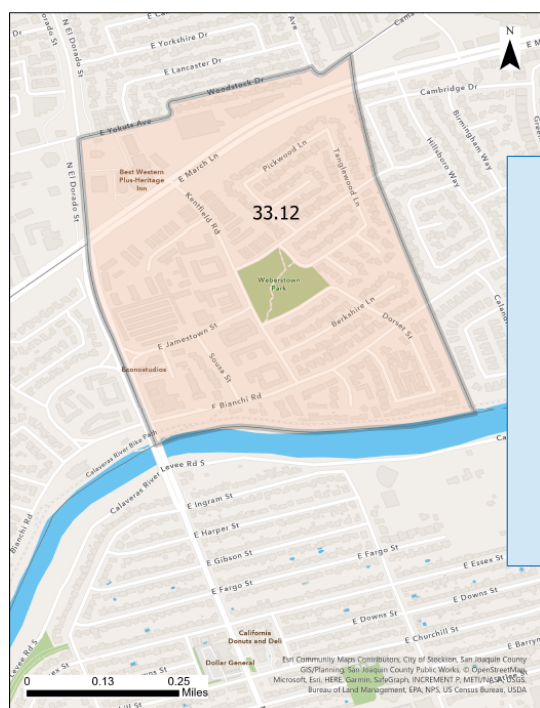 N El Dorado St
E Yorkshire Dr
E Lancaster Dr
Ave
N
E M
Woodstock Dr
Cambridge Dr
E Yokuts Ave
Birmingham Way
Hillsboro Way
N El Dorado St
Best Western
Plus-Heritage
Inn
E March Ln
Pickwood Ln
Tanglewood Ln
Kentfield Rd
33.12
Weberstown
Park
Berkshire Ln
Dorset St
E Jamestown St
Sousa St
Econostudios
E Bianchi Rd
Calaveras River Bike Path
Calaveras River Levee Rd S
Bianchi Rd
E Ingram St
E Harper St
E Gibson St
E Fargo St
E Essex St
E Fargo St
E Downs St
E Downs St
E Churchill St
E Barrym
California
Donuts and Deli
Dollar General
Levee Rd S
Esri Community Maps Contributors, City of Stockton, San Joaquin County
GIS/Planning, San Joaquin County Public Works, © OpenStreetMap,
Microsoft, Esri, HERE, Garmin, SafeGraph, INCREMENT P, METI/NASA, USGS,
Bureau of Land Management, EPA, NPS, US Census Bureau, USDA
0 0.13 0.25
Miles